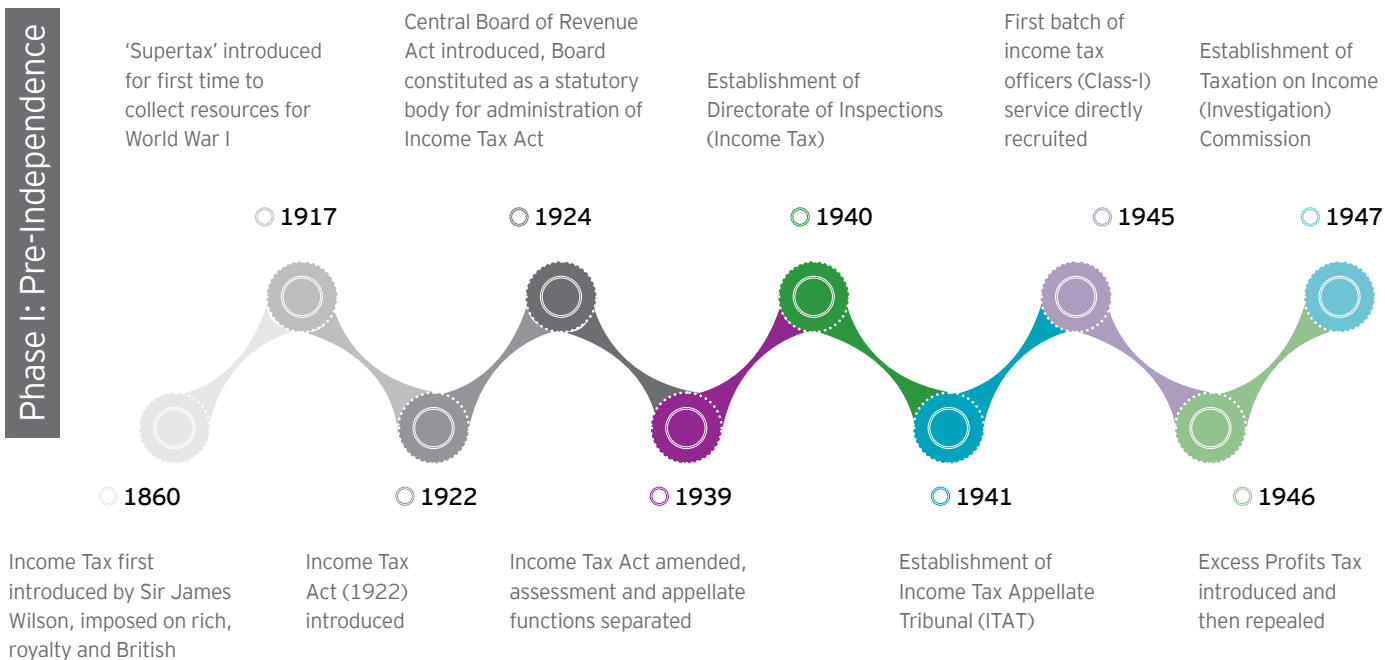 Phase I: Pre-Independence
'Supertax' introduced
for first time to
collect resources for
World War I
1917
Central Board of Revenue
Act introduced, Board
constituted as a statutory
body for administration of
Income Tax Act
1924
Establishment of
Directorate of Inspections
(Income Tax)
1940
First batch of
income tax
officers (Class-I)
service directly
recruited
1945
Establishment of
Taxation on Income
(Investigation)
Commission
1947
1860
Income Tax first
introduced by Sir James
Wilson, imposed on rich,
royalty and British
1922
Income Tax
Act (1922)
introduced
1939
Income Tax Act amended,
assessment and appellate
functions separated
1941
Establishment of
Income Tax Appellate
Tribunal (ITAT)
1946
Excess Profits Tax
introduced and
then repealed